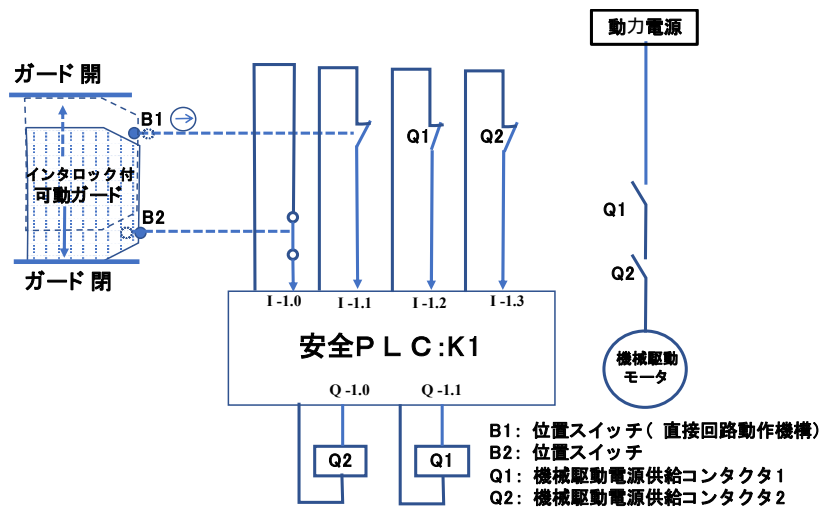 動力電源
ガード 開
B1
Q1
Q2
インタロック付
可動ガード
B2
Q1
Q2
ガード 閉
I -1.0
I -1.1
I -1.2
I -1.3
安全PLC:K1
Q -1.0
Q -1.1
機械駆動
モータ
Q2
Q1
B1: 位置スイッチ( 直接回路動作機構)
B2: 位置スイッチ
Q1: 機械駆動電源供給コンタクタ1
Q2: 機械駆動電源供給コンタクタ2